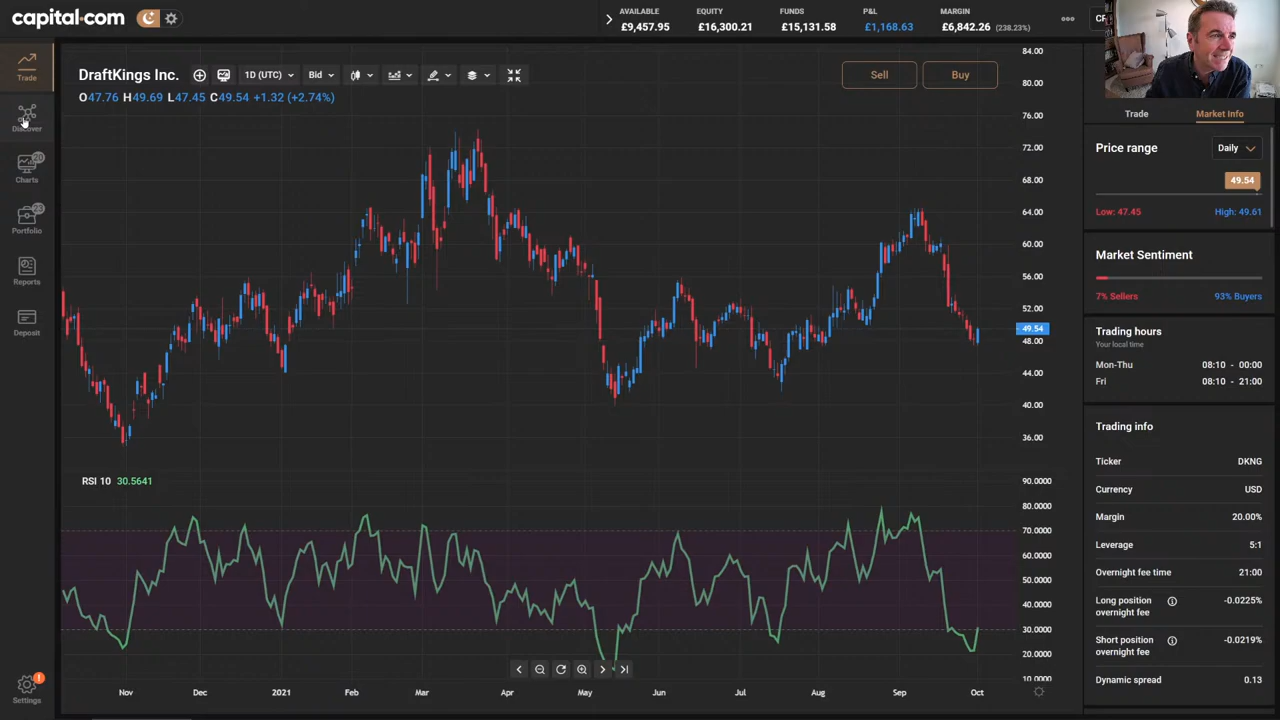 capital.com
AVAILABLE EQUITY FUNDS P&L MARGIN
£9,457.95 £16,300.21 £15,131.58 £1,168.63 £6,842.26 (238.23%)
Trade
Discover
20
Charts
23
Portfolio
Reports
Deposit
Settings
DraftKings Inc. 1D (UTC) Bid
Sell Buy
O47.76 H49.69 L47.45 C49.54 +1.32 (+2.74%)
84.00
80.00
76.00
72.00
68.00
64.00
60.00
56.00
52.00
49.54
48.00
44.00
40.00
36.00
RSI 10 30.5641
90.0000
80.0000
70.0000
60.0000
50.0000
40.0000
30.0000
20.0000
10.0000
Nov Dec 2021 Feb Mar Apr May Jun Jul Aug Sep Oct
Trade Market Info
Price range Daily
49.54
Low: 47.45 High: 49.61
Market Sentiment
7% Sellers 93% Buyers
Trading hours
Your local time
Mon-Thu 08:10 - 00:00
Fri 08:10 - 21:00
Trading info
Ticker DKNG
Currency USD
Margin 20.00%
Leverage 5:1
Overnight fee time 21:00
Long position overnight fee -0.0225%
Short position overnight fee -0.0219%
Dynamic spread 0.13